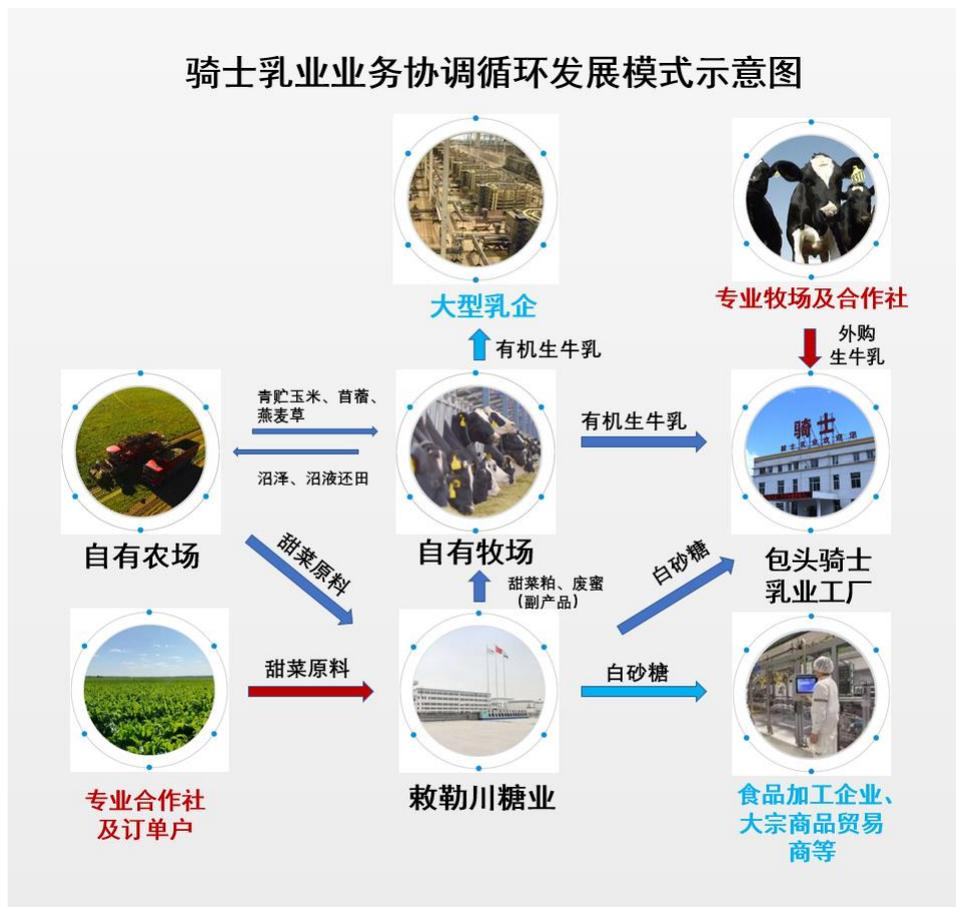 骑士乳业业务协调循环发展模式示意图
大型乳企
专业牧场及合作社
有机生牛乳
外购
生牛乳
青贮玉米、苜蓿、
燕麦草
有机生牛乳
骑士
沼泽、沼液还田
自有农场
自有牧场
包头骑士
乳业工厂
甜菜原料
甜菜粕、废蜜
(副产品)
白砂糖
甜菜原料
白砂糖
专业合作社
及订单户
敕勒川糖业
食品加工企业、
大宗商品贸易
商等